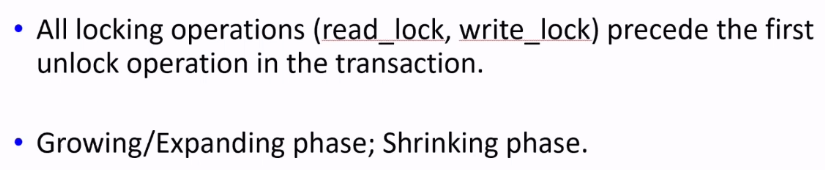 • All locking operations (read_lock, write_lock) precede the first
unlock operation in the transaction.
• Growing/Expanding phase; Shrinking phase.